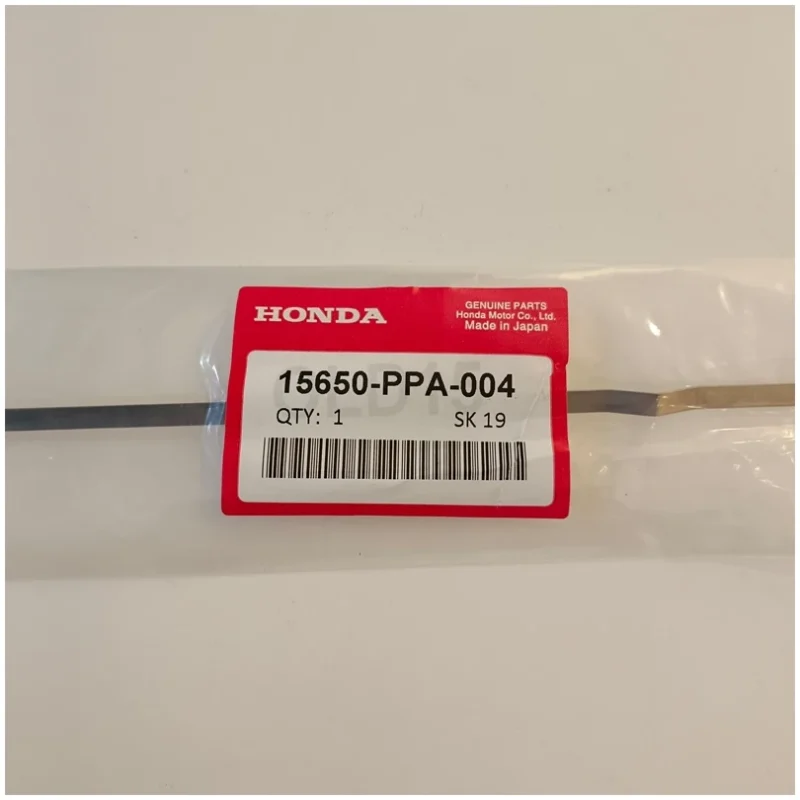 HONDA
GENUINE PARTS
Honda Motor Co., Ltd.
Made in Japan
15650-PPA-004
QTY: 1
SK 19